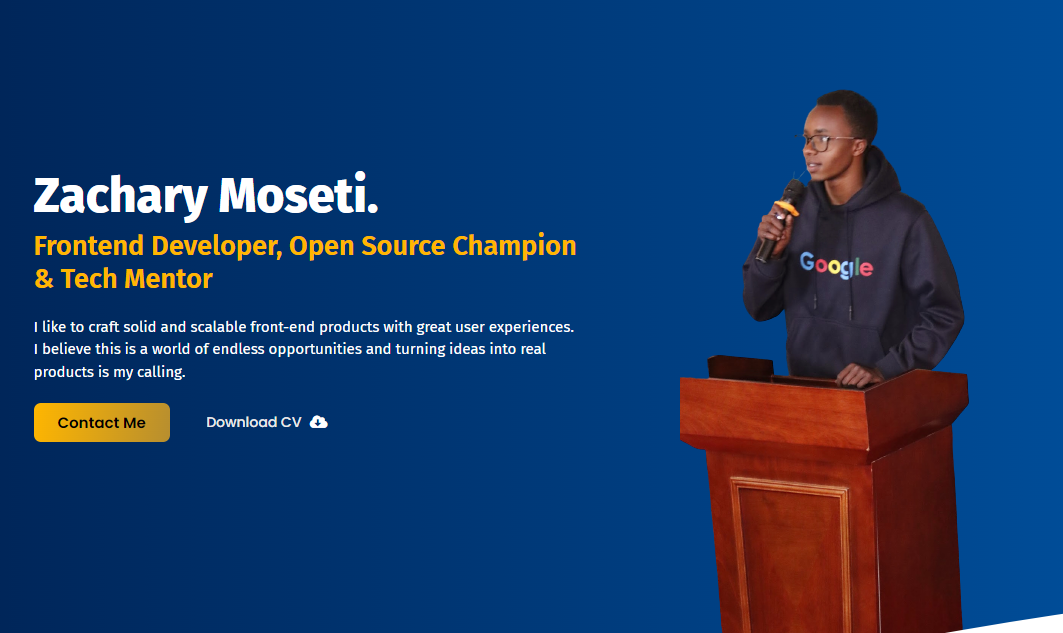 Zachary Moseti.
Frontend Developer, Open Source Champion
& Tech Mentor
I like to craft solid and scalable front-end products with great user experiences.
I believe this is a world of endless opportunities and turning ideas into real
products is my calling.
Contact Me
Download CV
Google